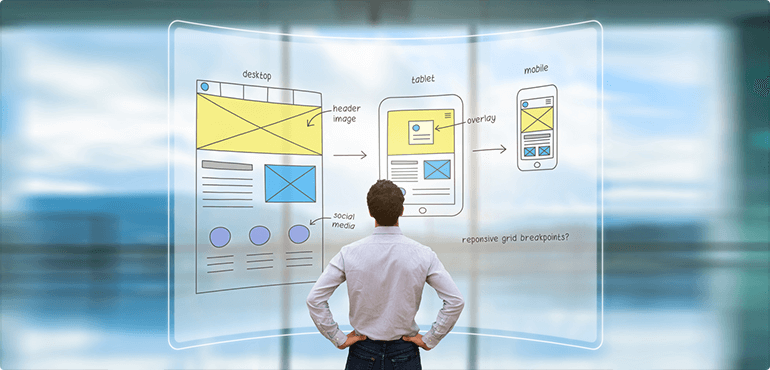 desktop
tablet
mobile
header
image
overlay
social
media
reponsive grid breakpoints?